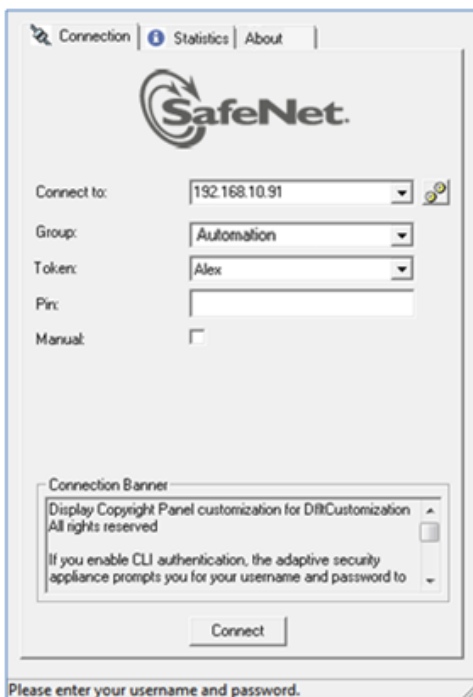 Connection Statistics About
SafeNet.
Connect to: 192.168.10.91
Group: Automation
Token: Alex
Pin:
Manual:
Connection Banner
Display Copyright Panel customization for DfltCustomization
All rights reserved
If you enable CLI authentication, the adaptive security
appliance prompts you for your username and password to
Connect
Please enter your username and password.